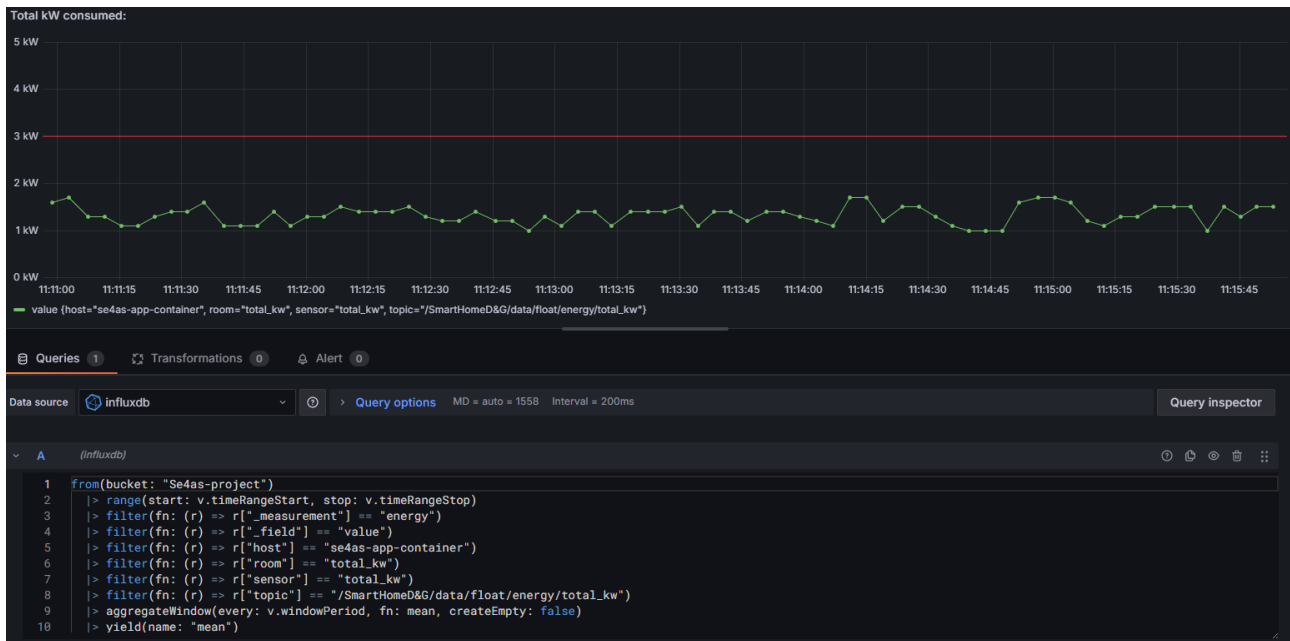 Total kW consumed:
5 kW
4 kW
3 kW
2 kW
1 kW
0 kW
11:11:00 11:11:15 11:11:30 11:11:45 11:12:00 11:12:15 11:12:30 11:12:45 11:13:00 11:13:15 11:13:30 11:13:45 11:14:00 11:14:15 11:14:30 11:14:45 11:15:00 11:15:15 11:15:30 11:15:45
value {host="se4as-app-container", room="total_kw", sensor="total_kw", topic="/SmartHomeD&G/data/float/energy/total_kw"}
Queries 1 Transformations 0 Alert 0
Data source influxdb Query options MD = auto = 1558 Interval = 200ms Query inspector
A (influxdb)
1 from(bucket: "Se4as-project")
2 |> range(start: v.timeRangeStart, stop: v.timeRangeStop)
3 |> filter(fn: (r) => r["_measurement"] == "energy")
4 |> filter(fn: (r) => r["_field"] == "value")
5 |> filter(fn: (r) => r["host"] == "se4as-app-container")
6 |> filter(fn: (r) => r["room"] == "total_kw")
7 |> filter(fn: (r) => r["sensor"] == "total_kw")
8 |> filter(fn: (r) => r["topic"] == "/SmartHomeD&G/data/float/energy/total_kw")
9 |> aggregateWindow(every: v.windowPeriod, fn: mean, createEmpty: false)
10 |> yield(name: "mean")